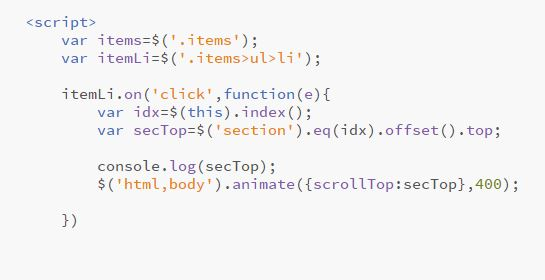 <script>
var items=$('.items');
var itemLi=$('.items>ul>li');
itemLi.on('click',function(e){
var idx=$(this).index();
var secTop=$('section').eq(idx).offset().top;
console.log(secTop);
$('html,body').animate({scrollTop:secTop},400);
})